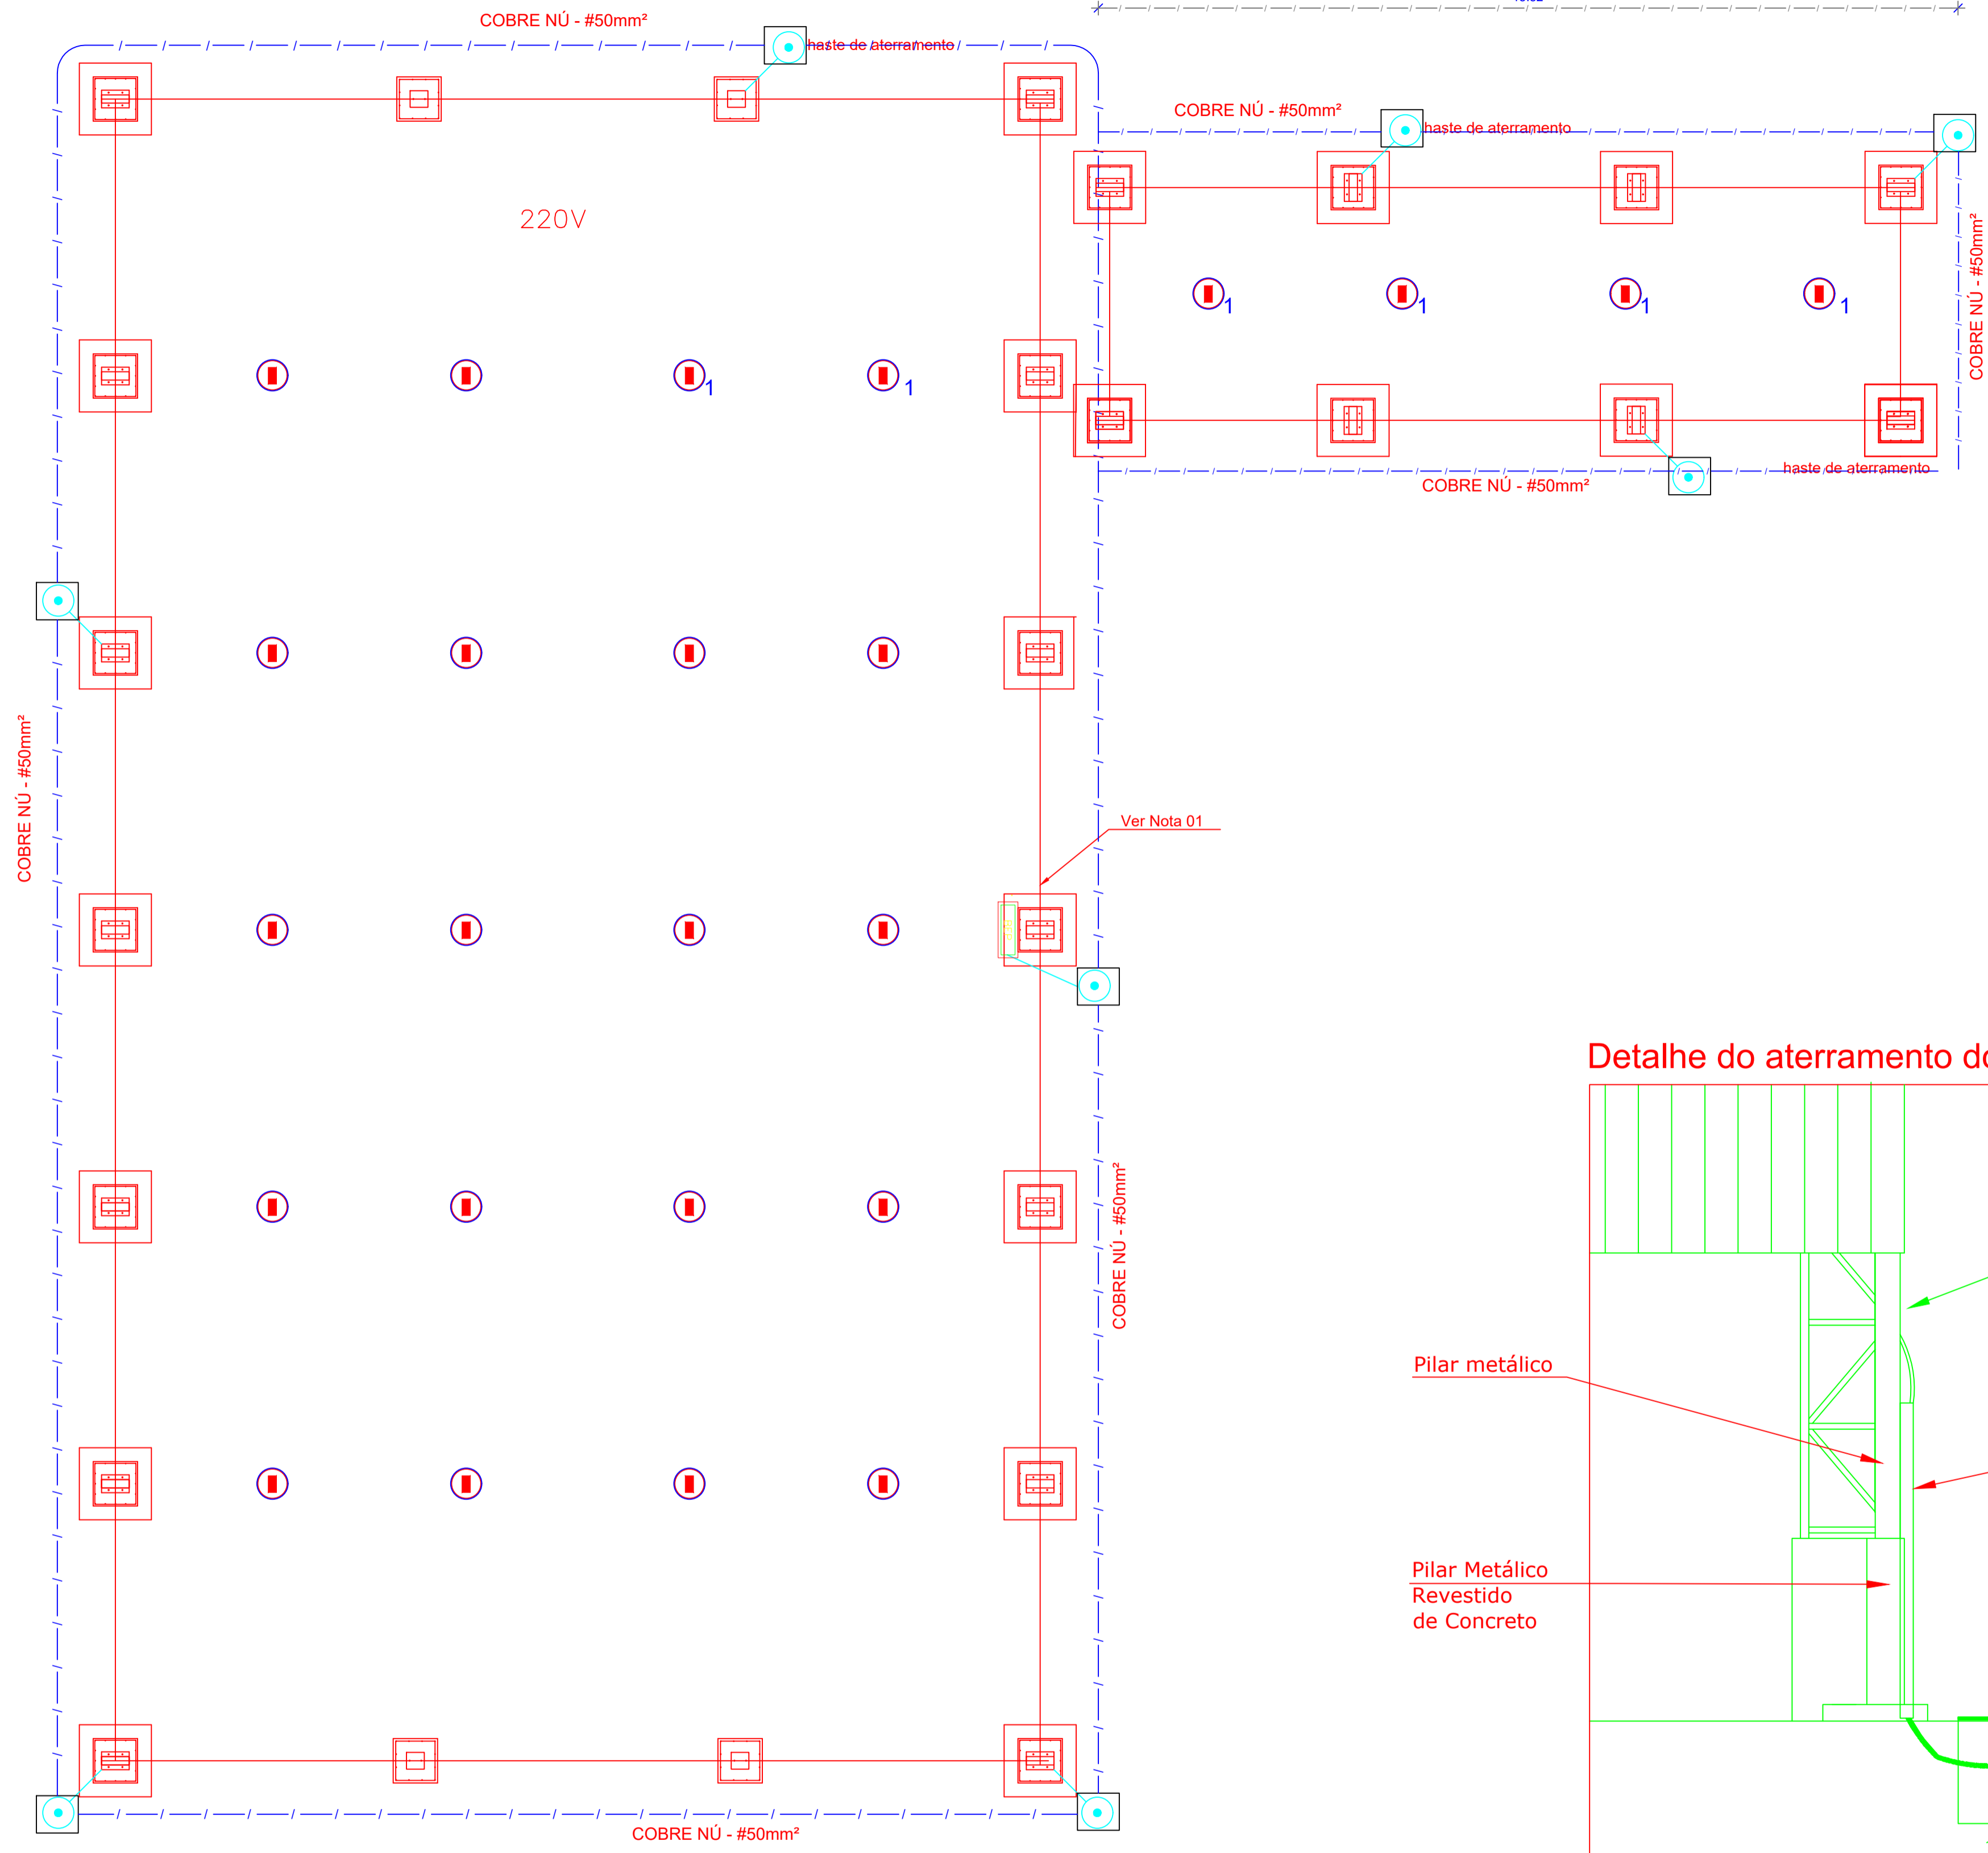 COBRE NÚ - #50mm²
haste de aterramento
COBRE NÚ - #50mm²
haste de aterramento
220V
COBRE NÚ - #50mm²
1
1
1
1
1
1
haste de aterramento
COBRE NÚ - #50mm²
COBRE NÚ - #50mm²
Ver Nota 01
Detalhe do aterramento do
COBRE NÚ - #50mm²
Pilar metálico
Pilar Metálico
Revestido
de Concreto
COBRE NÚ - #50mm²